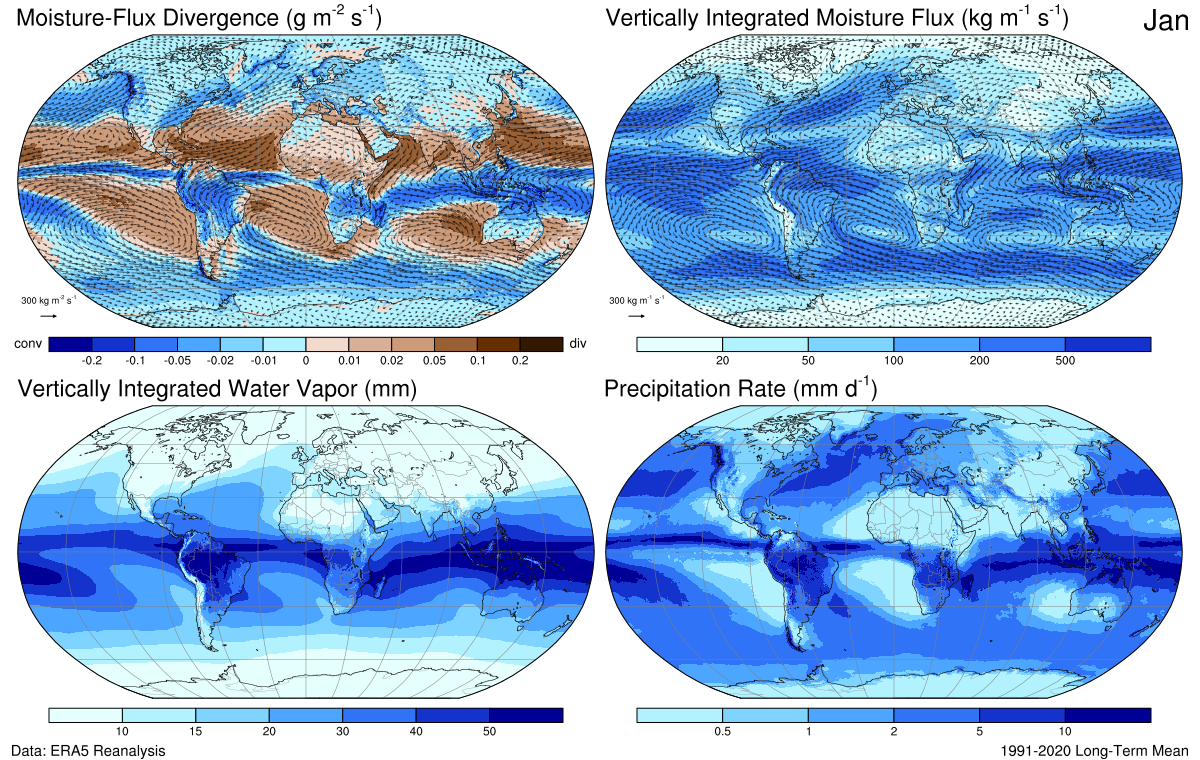 Moisture-Flux Divergence (g m⁻² s⁻¹)
Vertically Integrated Moisture Flux (kg m⁻¹ s⁻¹)
Jan
300 kg m⁻² s⁻¹
300 kg m⁻¹ s⁻¹
conv
div
-0.2 -0.1 -0.05 -0.02 -0.01 0 0.01 0.02 0.05 0.1 0.2
20 50 100 200 500
Vertically Integrated Water Vapor (mm)
Precipitation Rate (mm d⁻¹)
10 15 20 30 40 50
0.5 1 2 5 10
Data: ERA5 Reanalysis
1991-2020 Long-Term Mean